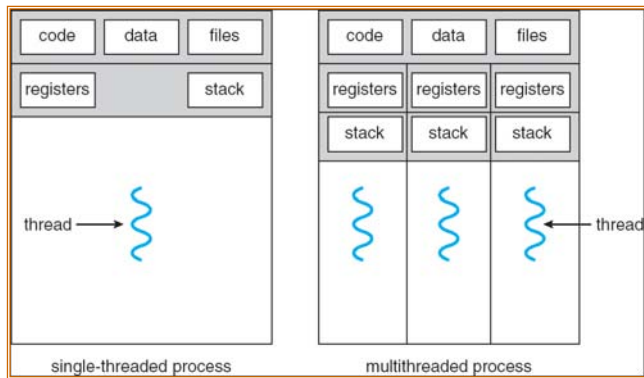 code data files code data files
registers stack registers registers registers
stack stack stack
thread thread
single-threaded process multithreaded process